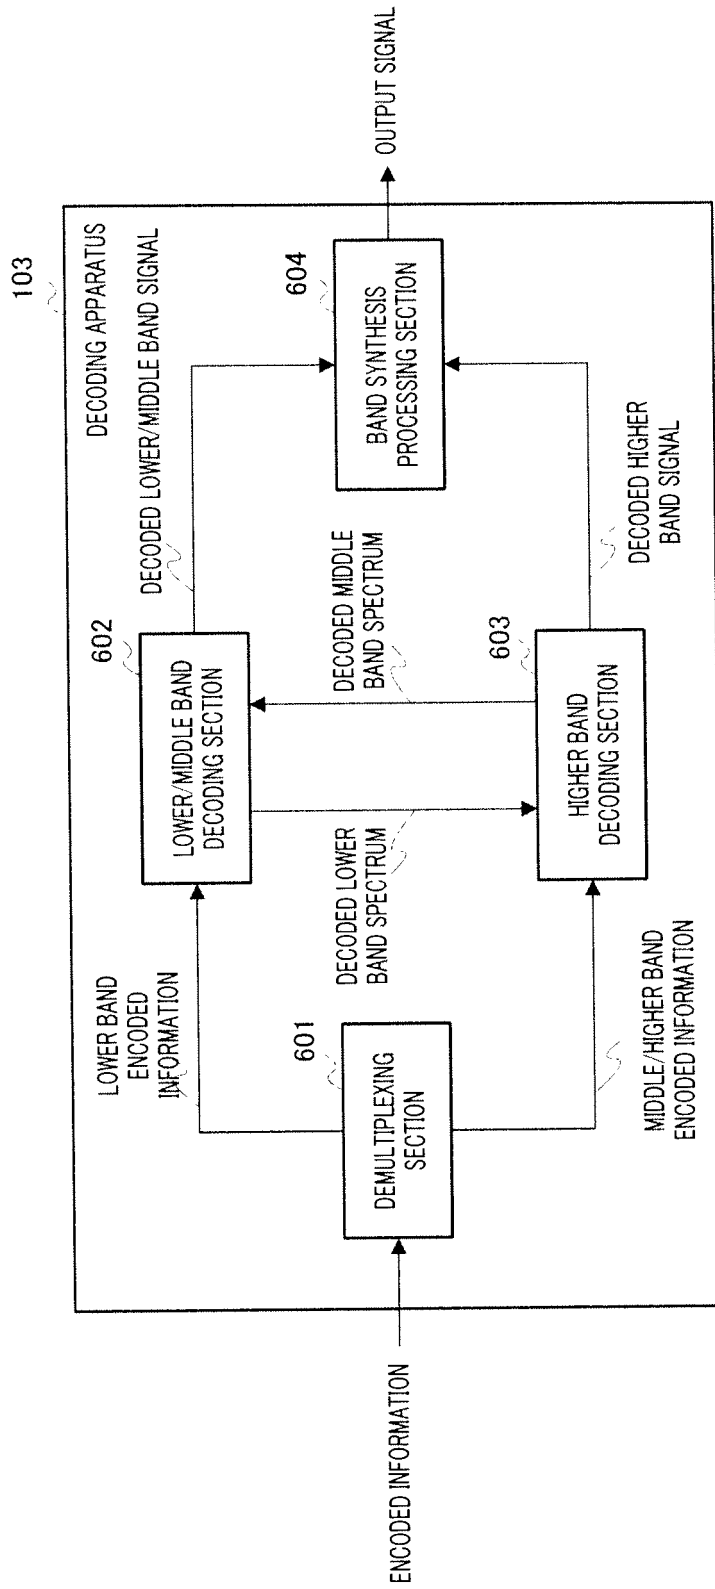 103
DECODING APPARATUS
ENCODED INFORMATION
601
DEMULTIPLEXING
SECTION
LOWER BAND
ENCODED
INFORMATION
MIDDLE/HIGHER BAND
ENCODED INFORMATION
602
LOWER/MIDDLE BAND
DECODING SECTION
DECODED LOWER
BAND SPECTRUM
DECODED MIDDLE
BAND SPECTRUM
603
HIGHER BAND
DECODING SECTION
DECODED LOWER/MIDDLE BAND SIGNAL
DECODED HIGHER
BAND SIGNAL
604
BAND SYNTHESIS
PROCESSING SECTION
OUTPUT SIGNAL